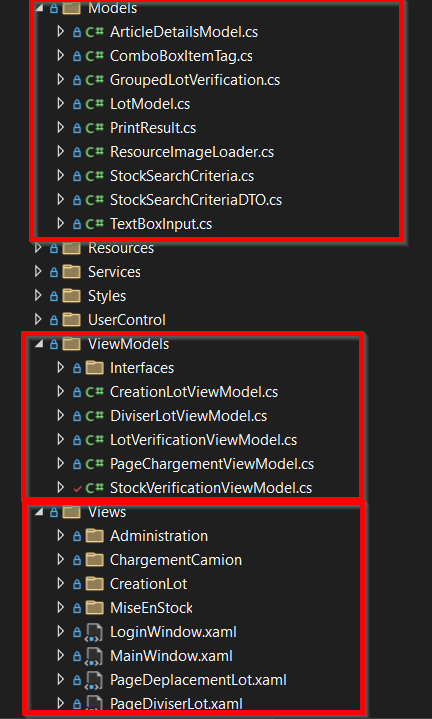 Models
C# ArticleDetailsModel.cs
C# ComboBoxItemTag.cs
C# GroupedLotVerification.cs
C# LotModel.cs
C# PrintResult.cs
C# ResourceImageLoader.cs
C# StockSearchCriteria.cs
C# StockSearchCriteriaDTO.cs
C# TextBoxInput.cs
Resources
Services
Styles
UserControl
ViewModels
Interfaces
C# CreationLotViewModel.cs
C# DiviserLotViewModel.cs
C# LotVerificationViewModel.cs
C# PageChargementViewModel.cs
C# StockVerificationViewModel.cs
Views
Administration
ChargementCamion
CreationLot
MiseEnStock
LoginWindow.xaml
MainWindow.xaml
PageDeplacementLot.xaml
PageDiviserLot.xaml